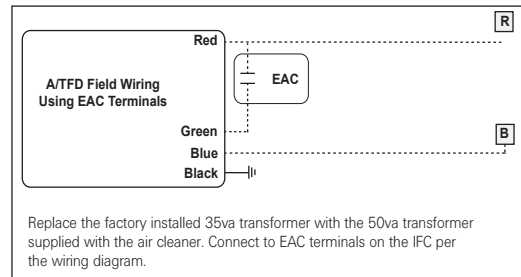 R
Red
A/TFD Field Wiring
Using EAC Terminals
EAC
Green
B
Blue
Black
Replace the factory installed 35va transformer with the 50va transformer
supplied with the air cleaner. Connect to EAC terminals on the IFC per
the wiring diagram.